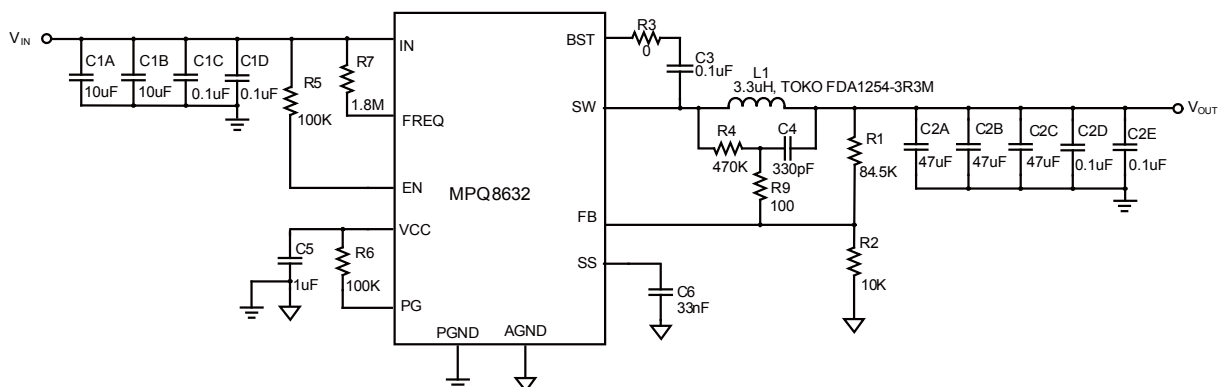 V IN
C1A
10uF
C1B
10uF
C1C
0.1uF
C1D
0.1uF
R5
100K
R7
1.8M
IN
FREQ
EN
VCC
PG
C5
1uF
R6
100K
MPQ8632
PGND
AGND
BST
SW
FB
SS
R3
0
C3
0.1uF
L1
3.3uH, TOKO FDA1254-3R3M
R4
470K
C4
330pF
R9
100
R1
84.5K
R2
10K
C6
33nF
C2A
47uF
C2B
47uF
C2C
47uF
C2D
0.1uF
C2E
0.1uF
V OUT